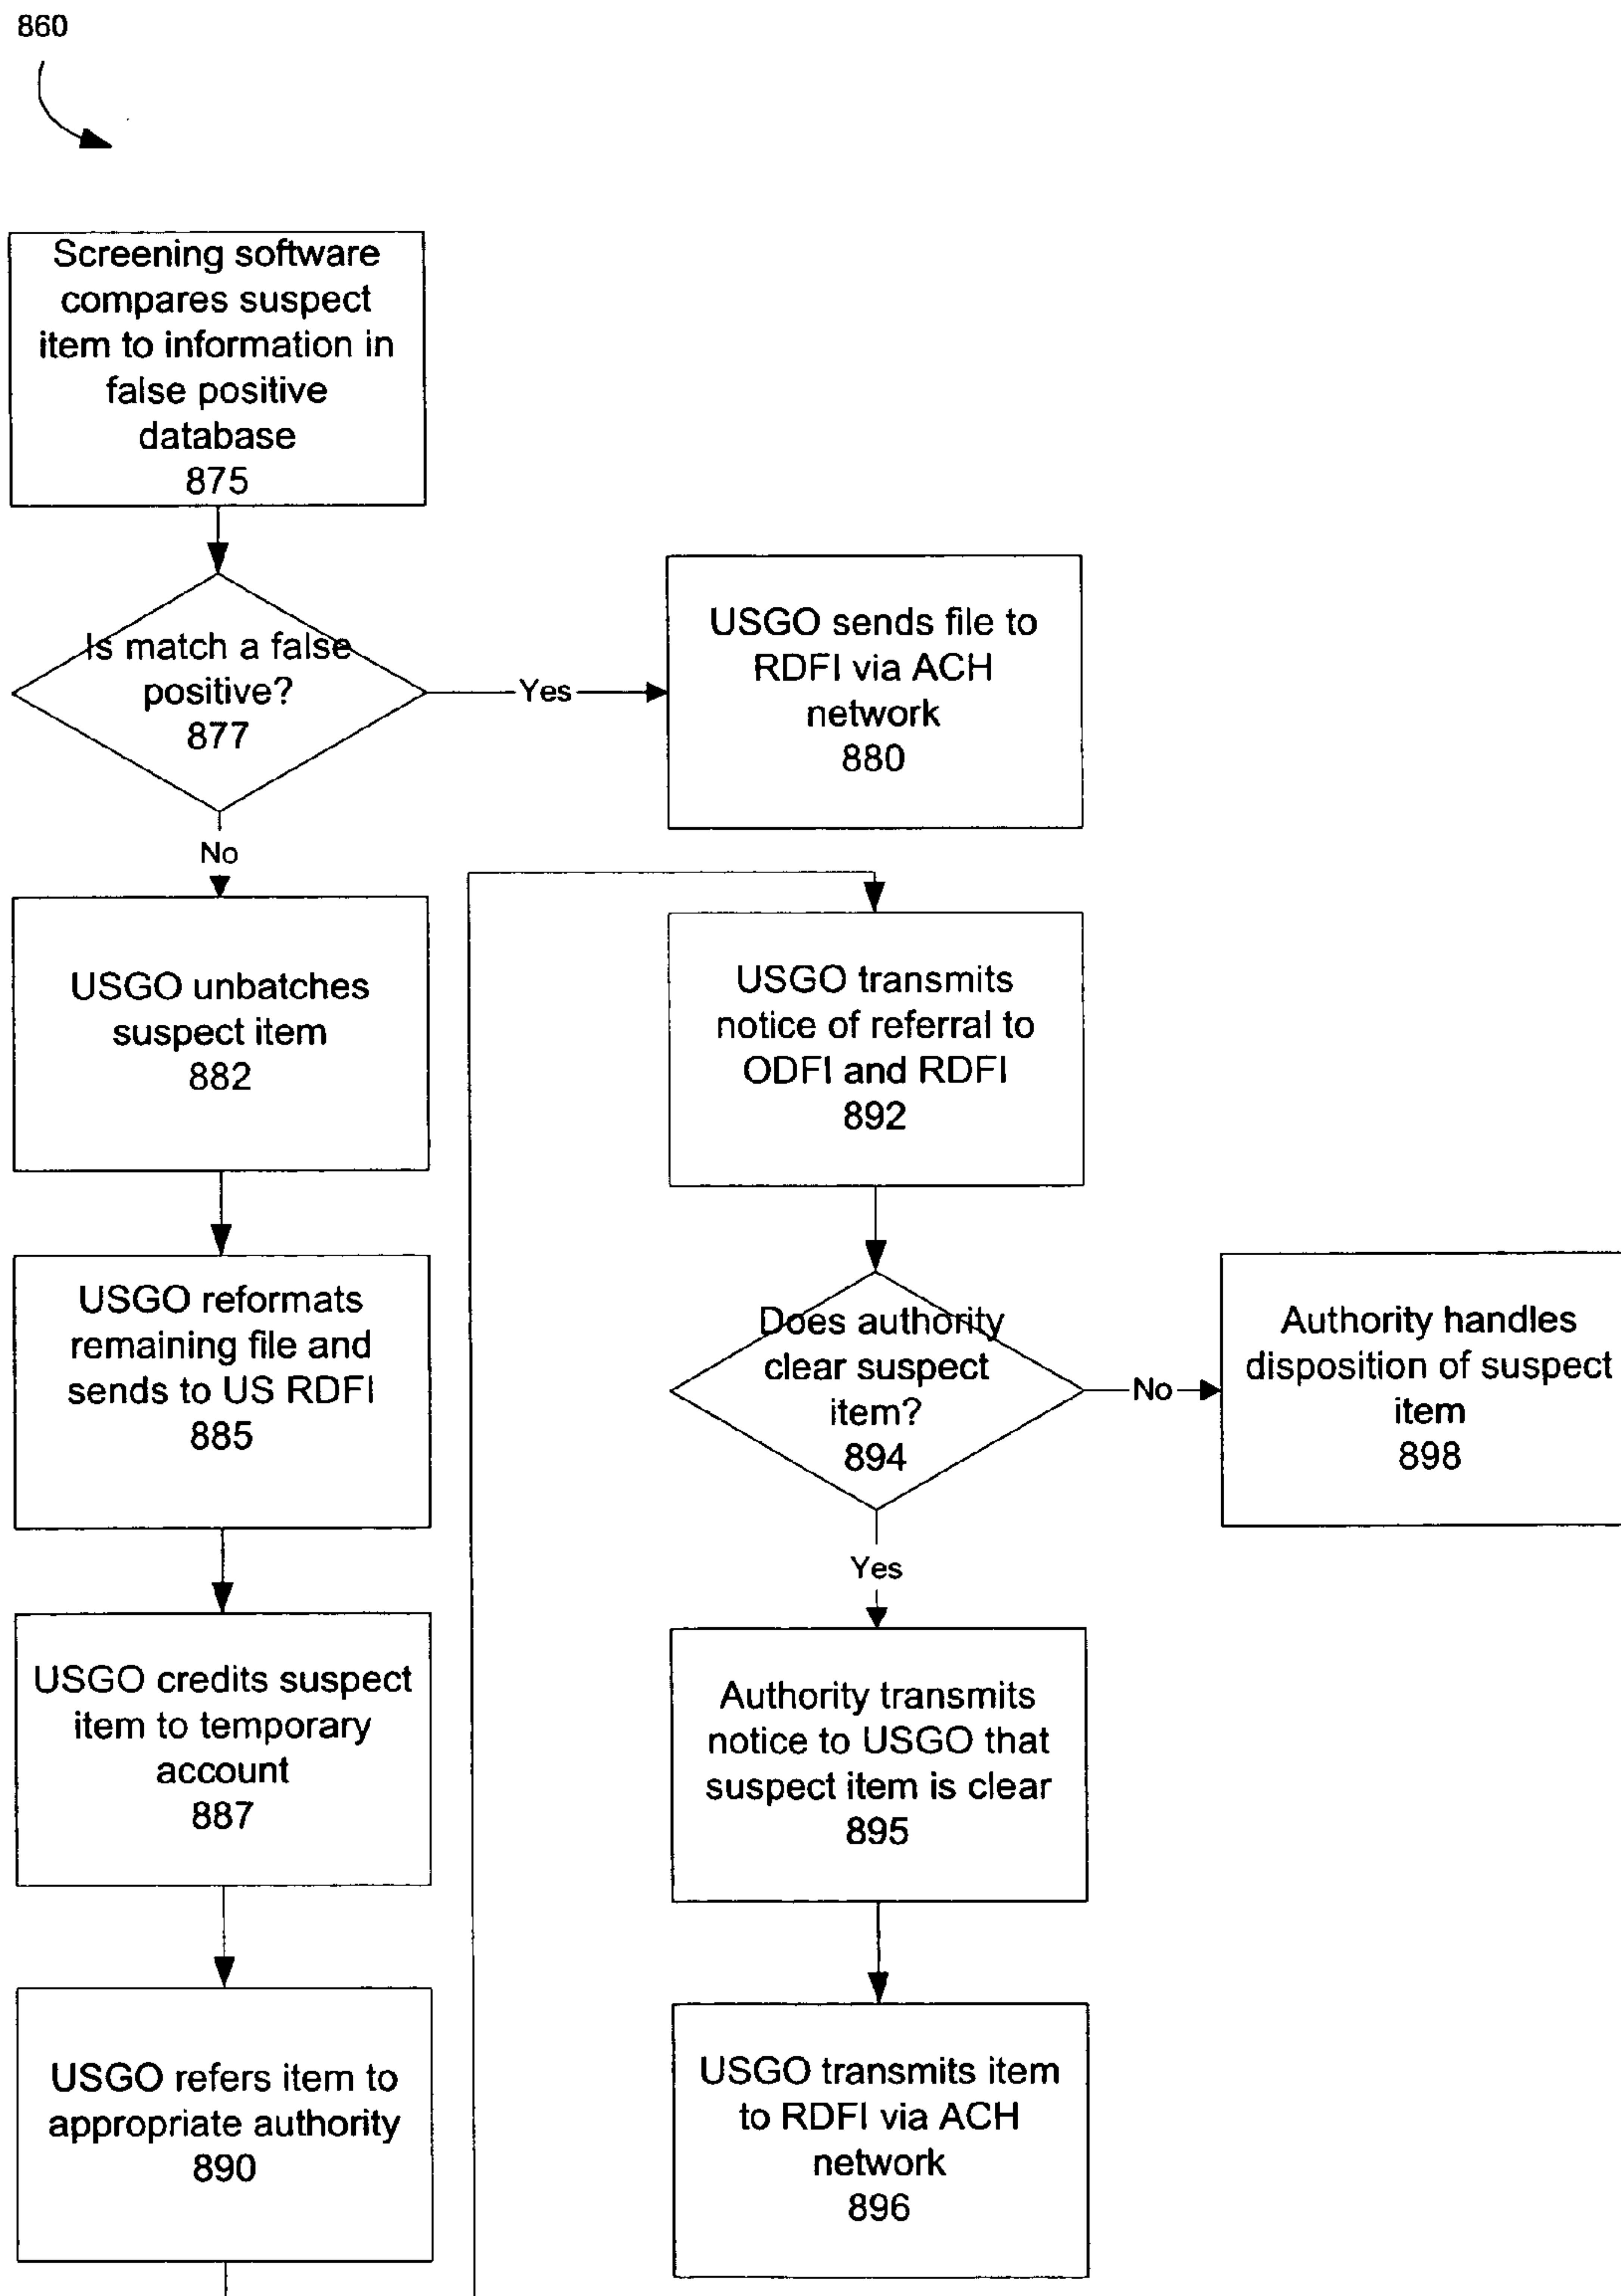 860
Screening software
compares suspect
item to information in
false positive
database
875
Is match a false
positive?
877
Yes
USGO sends file to
RDFI via ACH
network
880
No
USGO unbatches
suspect item
882
USGO reformats
remaining file and
sends to US RDFI
885
USGO credits suspect
item to temporary
account
887
USGO refers item to
appropriate authority
890
USGO transmits
notice of referral to
ODFI and RDFI
892
Does authority
clear suspect
item?
894
No
Authority handles
disposition of suspect
item
898
Yes
Authority transmits
notice to USGO that
suspect item is clear
895
USGO transmits item
to RDFI via ACH
network
896